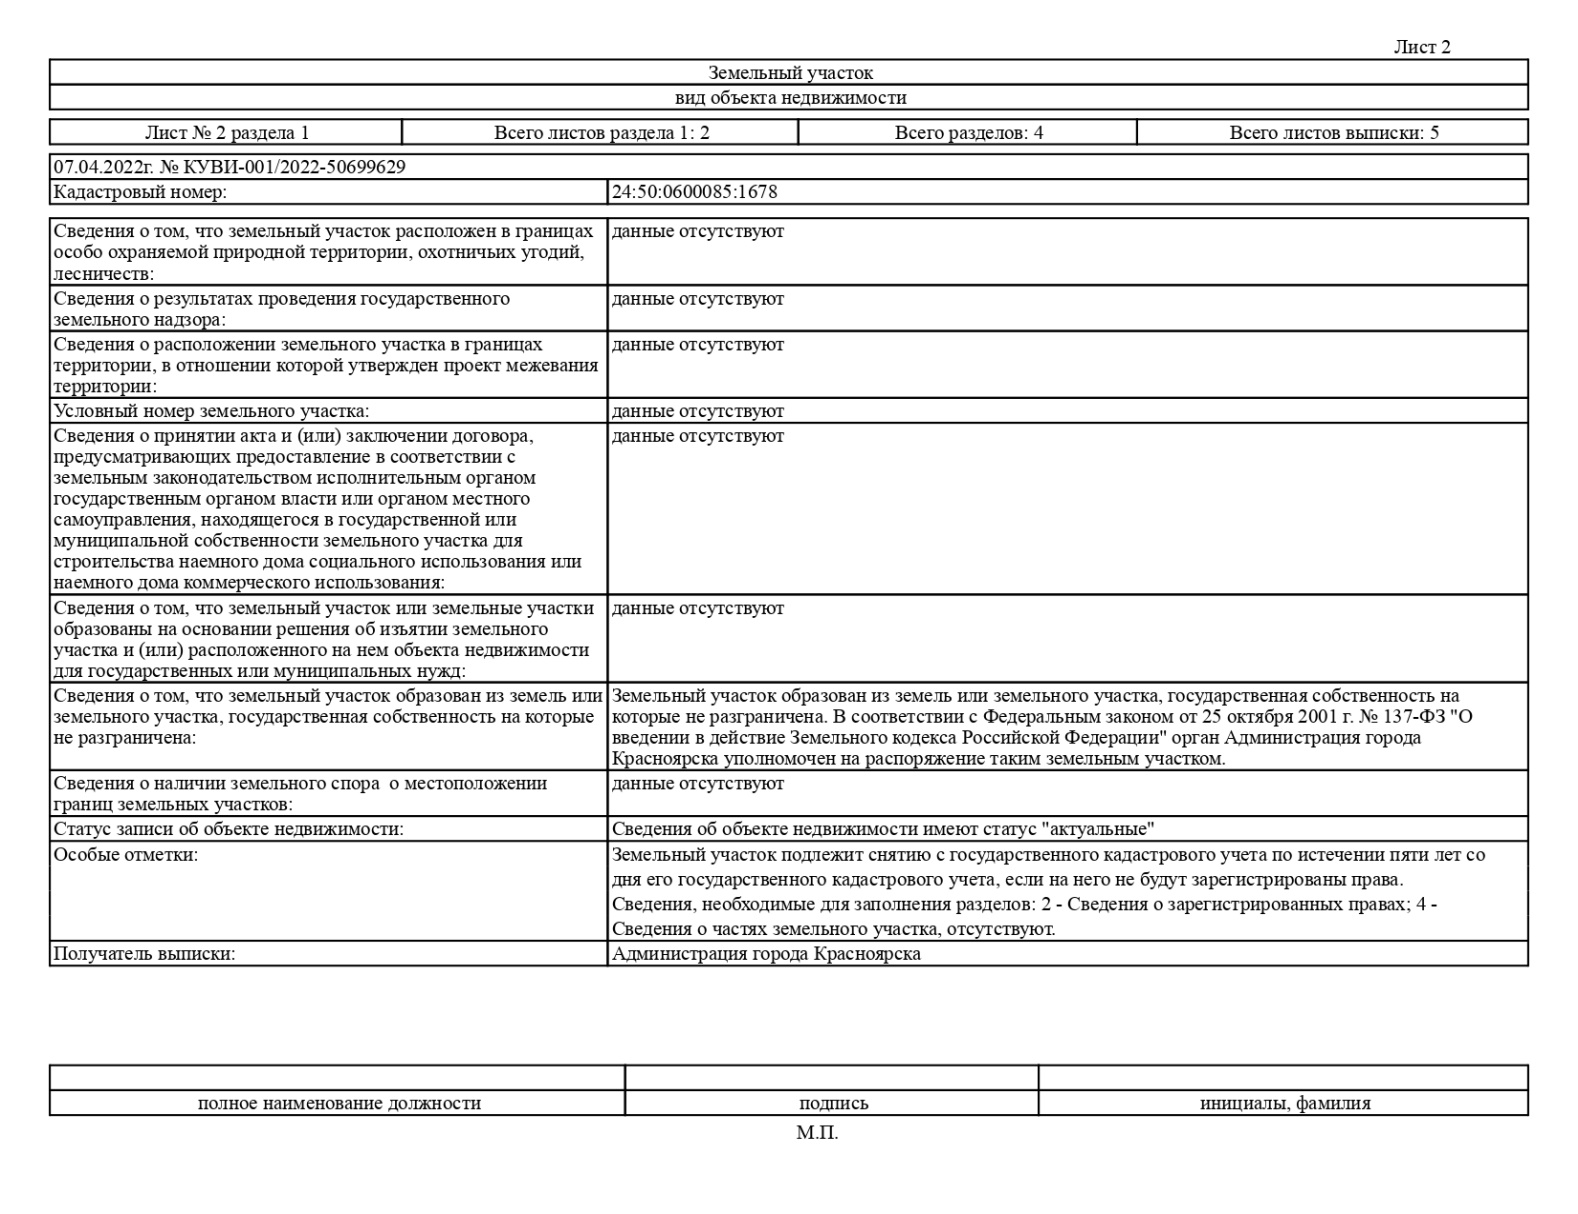 Лист 2
Земельный участок
вид объекта недвижимости
Лист № 2 раздела 1
Всего листов раздела 1: 2
Всего разделов: 4
Всего листов выписки: 5
07.04.2022г. № КУВИ-001/2022-50699629
Кадастровый номер:
24:50:0600085:1678
Сведения о том, что земельный участок расположен в границах
особо охраняемой природной территории, охотничьих угодий,
лесничеств:
данные отсутствуют
Сведения о результатах проведения государственного
земельного надзора:
данные отсутствуют
Сведения о расположении земельного участка в границах
территории, в отношении которой утвержден проект межевания
территории:
данные отсутствуют
Условный номер земельного участка:
данные отсутствуют
Сведения о принятии акта и (или) заключении договора,
предусматривающих предоставление в соответствии с
земельным законодательством исполнительным органом
государственным органом власти или органом местного
самоуправления, находящегося в государственной или
муниципальной собственности земельного участка для
строительства наемного дома социального использования или
наемного дома коммерческого использования:
данные отсутствуют
Сведения о том, что земельный участок или земельные участки
образованы на основании решения об изъятии земельного
участка и (или) расположенного на нем объекта недвижимости
для государственных или муниципальных нужд:
данные отсутствуют
Сведения о том, что земельный участок образован из земель или
земельного участка, государственная собственность на которые
не разграничена:
Земельный участок образован из земель или земельного участка, государственная собственность на
которые не разграничена. В соответствии с Федеральным законом от 25 октября 2001 г. № 137-ФЗ "О
введении в действие Земельного кодекса Российской Федерации" орган Администрация города
Красноярска уполномочен на распоряжение таким земельным участком.
Сведения о наличии земельного спора о местоположении
границ земельных участков:
данные отсутствуют
Статус записи об объекте недвижимости:
Сведения об объекте недвижимости имеют статус "актуальные"
Особые отметки:
Земельный участок подлежит снятию с государственного кадастрового учета по истечении пяти лет со
дня его государственного кадастрового учета, если на него не будут зарегистрированы права.
Сведения, необходимые для заполнения разделов: 2 - Сведения о зарегистрированных правах; 4 -
Сведения о частях земельного участка, отсутствуют.
Получатель выписки:
Администрация города Красноярска
полное наименование должности
подпись
инициалы, фамилия
М.П.